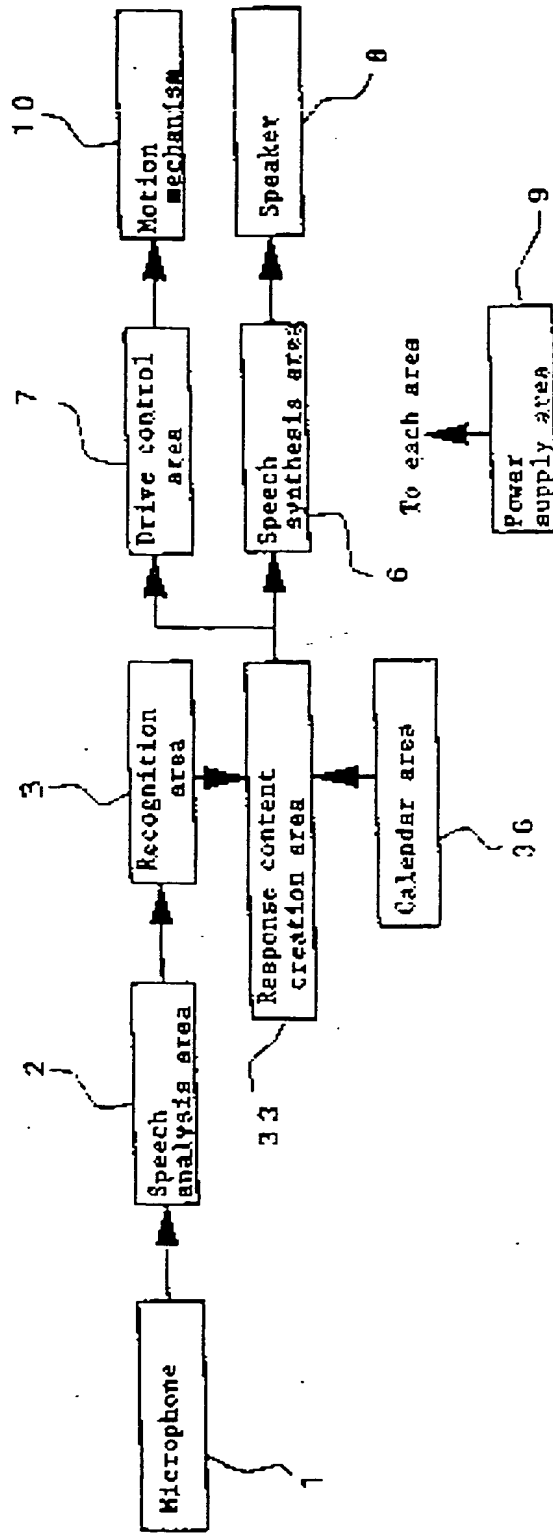 Microphone
1
Speech
analysis area
2
Recognition
area
3
Response content
creation area
33
Calendar area
36
Drive control
area
7
Motion
mechanism
10
Speech
synthesis area
6
Speaker
8
To each area
Power
supply area
9